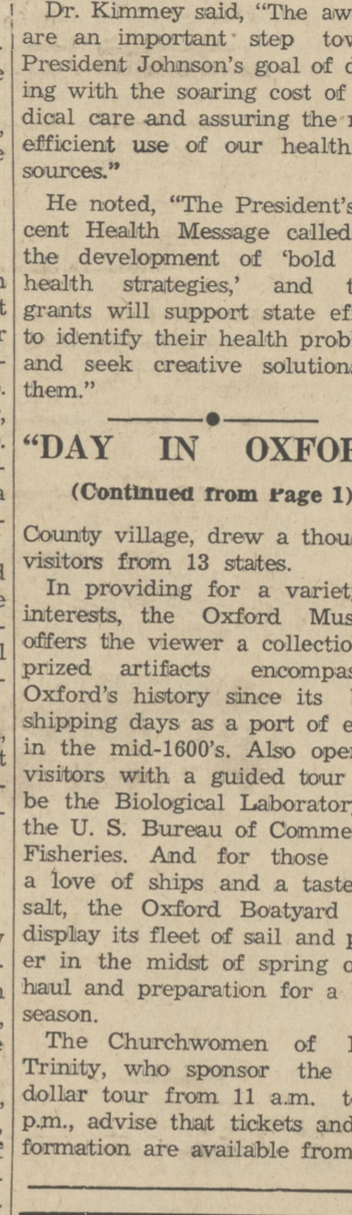 Dr. Kimmey said, "The aw
are an important step tov
President Johnson's goal of d
ing with the soaring cost of
dical care and assuring the
efficient use of our health
sources."
He noted, "The President's
cent Health Message called
the development of 'bold
health strategies,' and t
grants will support state ef
to identify their health prob
and seek creative solution
them."
"DAY IN OXFOR
(Continued from Page 1)
County village, drew a thou
visitors from 13 states.
In providing for a variet
interests, the Oxford Mus
offers the viewer a collectio
prized artifacts encompas
Oxford's history since its
shipping days as a port of e
in the mid-1600's. Also ope
visitors with a guided tour
be the Biological Laborator
the U. S. Bureau of Comme
Fisheries. And for those
a love of ships and a taste
salt, the Oxford Boatyard
display its fleet of sail and p
er in the midst of spring o
haul and preparation for a
season.
The Churchwomen of
Trinity, who sponsor the
dollar tour from 11 a.m. t
p.m., advise that tickets and
formation are available from